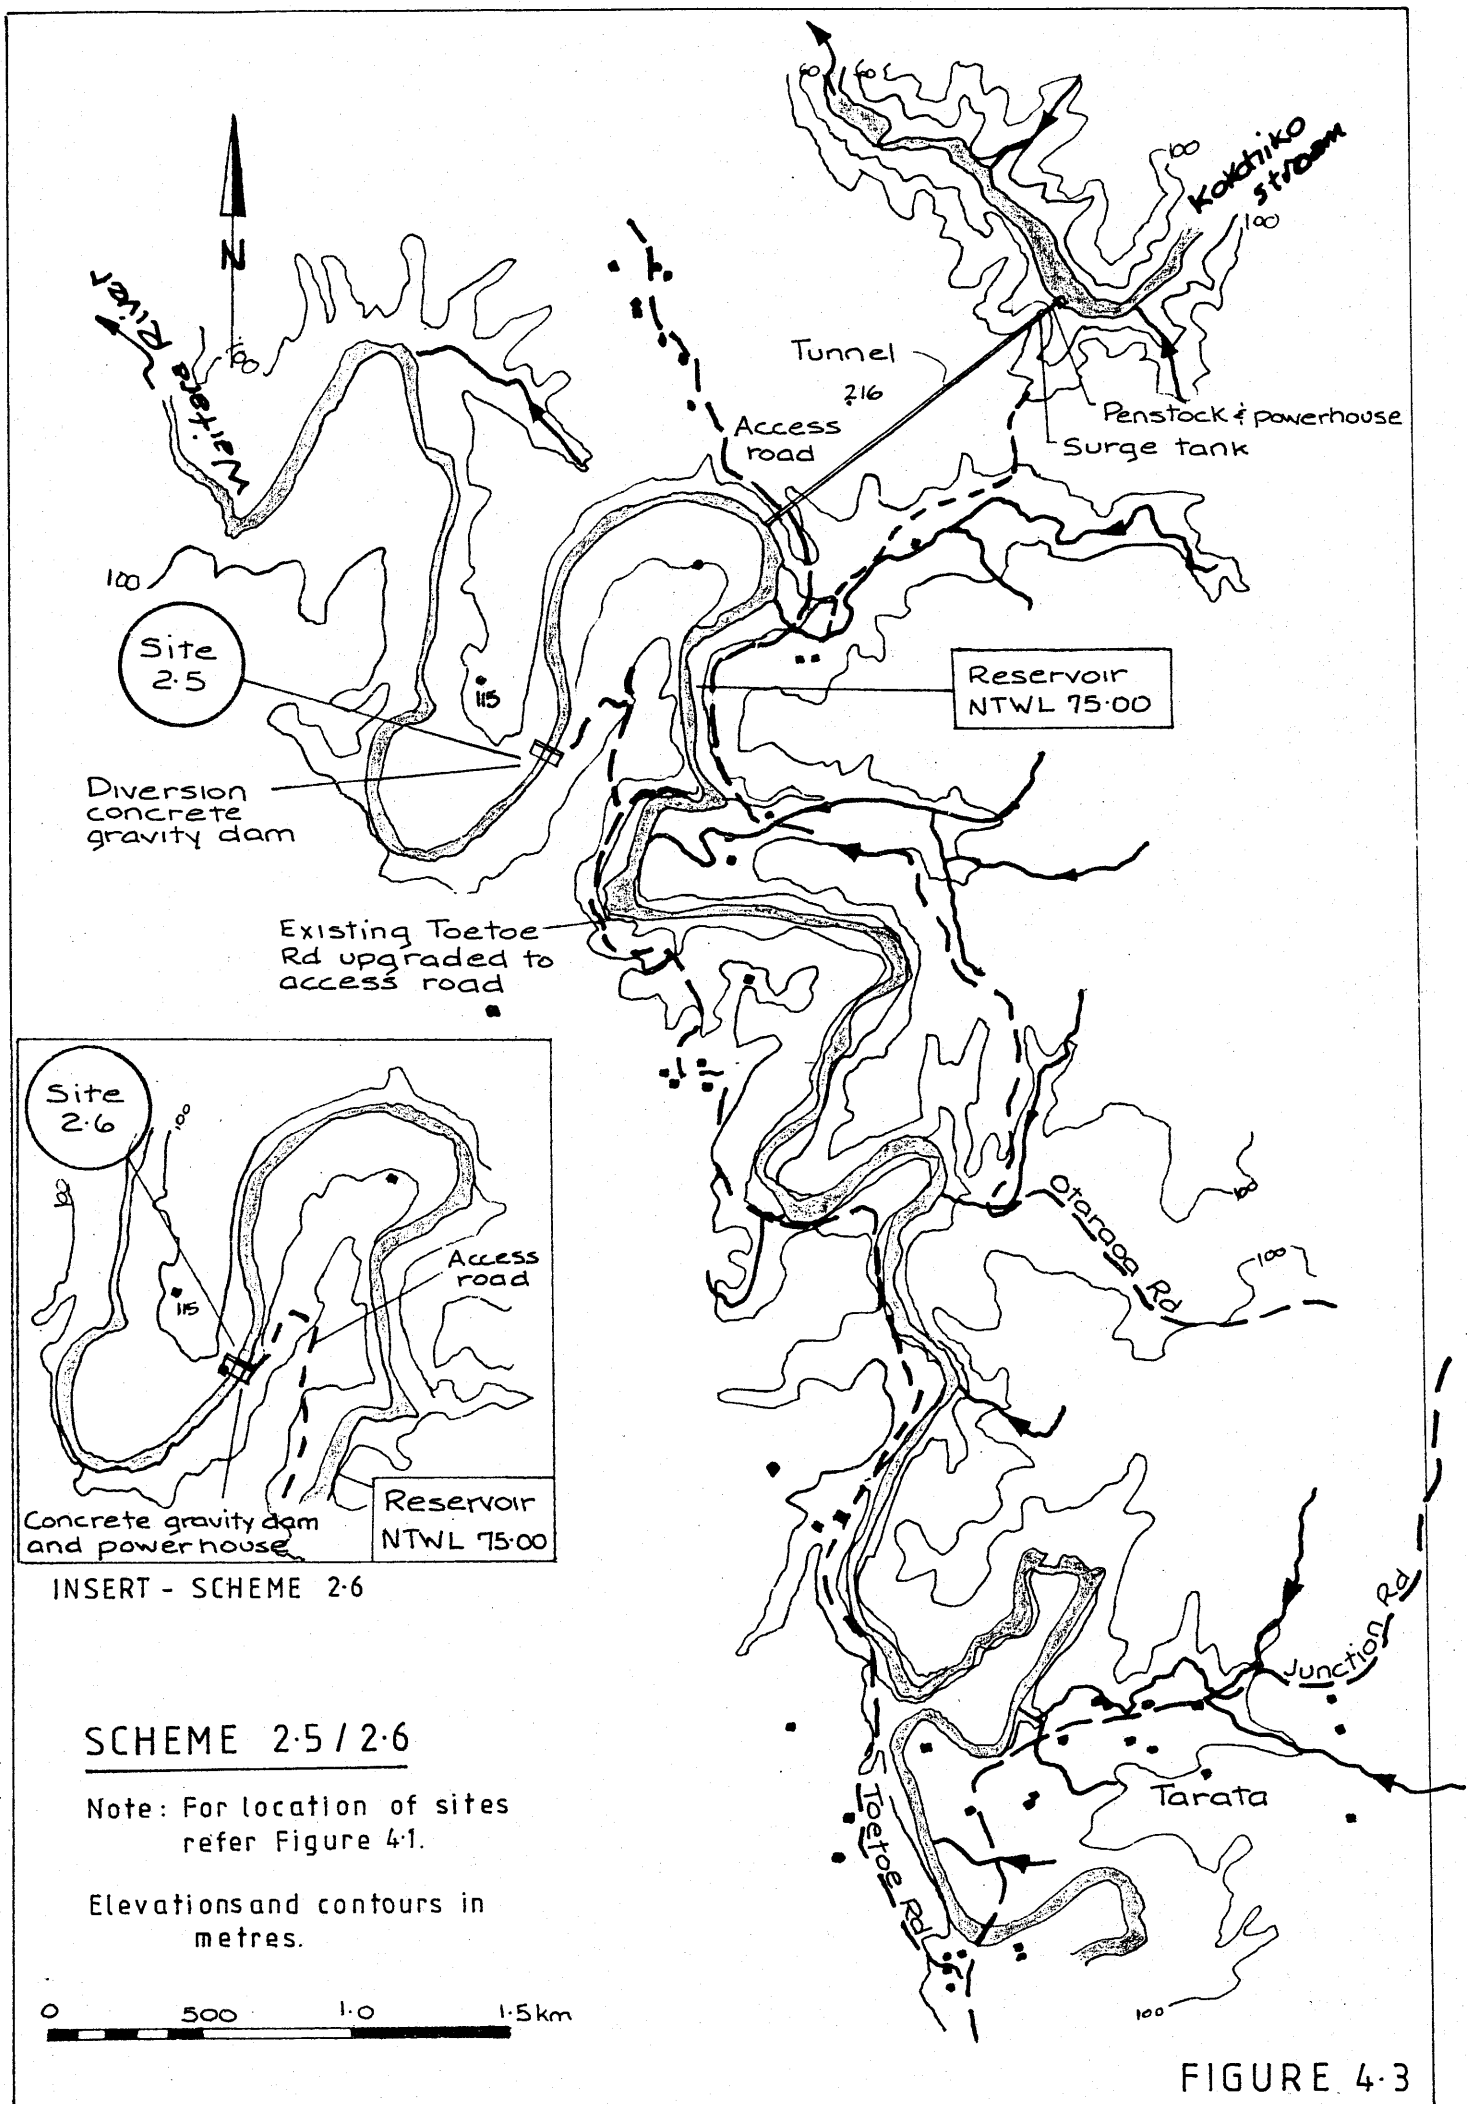 60
60
100
Kokohiko
stream
100
N
Waitara River
100
Tunnel
216
Access
road
Penstock & powerhouse
Surge tank
100
Site
2·5
115
Reservoir
NTWL 75·00
Diversion
concrete
gravity dam
Existing Toetoe
Rd upgraded to
access road
Site
2·6
100
100
115
Access
road
Otaraoa Rd
100
100
Concrete gravity dam
and powerhouse
Reservoir
NTWL 75·00
INSERT - SCHEME 2·6
Junction Rd
Tarata
Toetoe Rd
100
SCHEME 2·5 / 2·6
Note: For location of sites
refer Figure 4·1.
Elevations and contours in
metres.
0 500 1·0 1·5 km
FIGURE 4·3